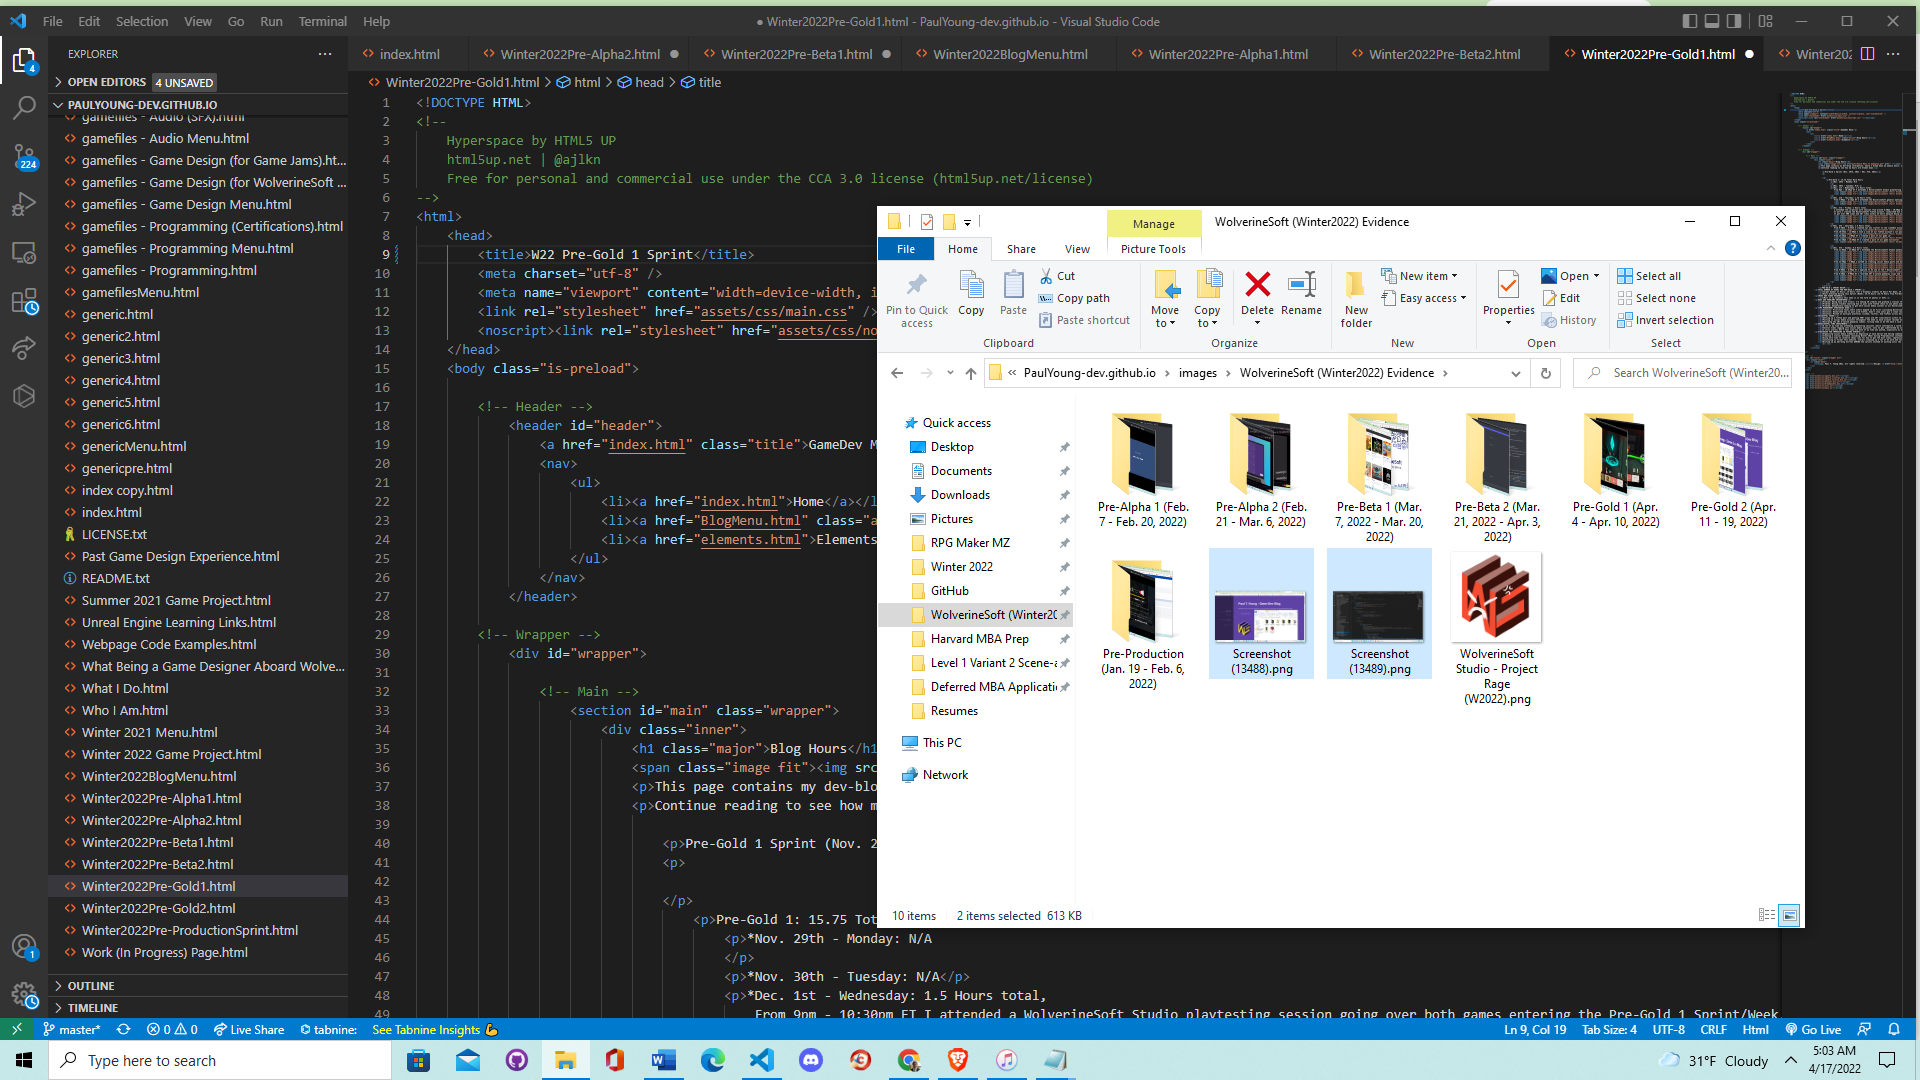 File Edit Selection View Go Run Terminal Help
● Winter2022Pre-Gold1.html - PaulYoung-dev.github.io - Visual Studio Code
EXPLORER
OPEN EDITORS 4 UNSAVED
PAULYOUNG-DEV.GITHUB.IO
gamefiles - Audio (SFX).html
gamefiles - Audio Menu.html
gamefiles - Game Design (for Game Jams).ht...
gamefiles - Game Design (for WolverineSoft ...
gamefiles - Game Design Menu.html
gamefiles - Programming (Certifications).html
gamefiles - Programming Menu.html
gamefiles - Programming.html
gamefilesMenu.html
generic.html
generic2.html
generic3.html
generic4.html
generic5.html
generic6.html
genericMenu.html
genericpre.html
index copy.html
index.html
LICENSE.txt
Past Game Design Experience.html
README.txt
Summer 2021 Game Project.html
Unreal Engine Learning Links.html
Webpage Code Examples.html
What Being a Game Designer Aboard Wolve...
What I Do.html
Who I Am.html
Winter 2021 Menu.html
Winter 2022 Game Project.html
Winter2022BlogMenu.html
Winter2022Pre-Alpha1.html
Winter2022Pre-Alpha2.html
Winter2022Pre-Beta1.html
Winter2022Pre-Beta2.html
Winter2022Pre-Gold1.html
Winter2022Pre-Gold2.html
Winter2022Pre-ProductionSprint.html
Work (In Progress) Page.html
OUTLINE
TIMELINE
4
224
1
index.html Winter2022Pre-Alpha2.html Winter2022Pre-Beta1.html Winter2022BlogMenu.html Winter2022Pre-Alpha1.html Winter2022Pre-Beta2.html Winter2022Pre-Gold1.html Winter202
Winter2022Pre-Gold1.html > html > head > title
1 <!DOCTYPE HTML>
2 <!--
3 Hyperspace by HTML5 UP
4 html5up.net | @ajlkn
5 Free for personal and commercial use under the CCA 3.0 license (html5up.net/license)
6 -->
7 <html>
8 <head>
9 <title>W22 Pre-Gold 1 Sprint</title>
10 <meta charset="utf-8" />
11 <meta name="viewport" content="width=device-width, i
12 <link rel="stylesheet" href="assets/css/main.css" />
13 <noscript><link rel="stylesheet" href="assets/css/no
14 </head>
15 <body class="is-preload">
16
17 <!-- Header -->
18 <header id="header">
19 <a href="index.html" class="title">GameDev M
20 <nav>
21 <ul>
22 <li><a href="index.html">Home</a></l
23 <li><a href="BlogMenu.html" class="a
24 <li><a href="elements.html">Elements
25 </ul>
26 </nav>
27 </header>
28
29 <!-- Wrapper -->
30 <div id="wrapper">
31
32 <!-- Main -->
33 <section id="main" class="wrapper">
34 <div class="inner">
35 <h1 class="major">Blog Hours</h1
36 <span class="image fit"><img src
37 <p>This page contains my dev-blo
38 <p>Continue reading to see how m
39
40 <p>Pre-Gold 1 Sprint (Nov. 2
41 <p>
42
43 </p>
44 <p>Pre-Gold 1: 15.75 Tot
45 <p>*Nov. 29th - Monday: N/A
46 </p>
47 <p>*Nov. 30th - Tuesday: N/A</p>
48 <p>*Dec. 1st - Wednesday: 1.5 Hours total,
49 From 9pm - 10:30pm ET I attended a WolverineSoft Studio playtesting session going over both games entering the Pre-Gold 1 Sprint/Week
Manage WolverineSoft (Winter2022) Evidence
File Home Share View Picture Tools
Pin to Quick access
Copy
Paste
Cut
Copy path
Paste shortcut
Move to
Copy to
Delete
Rename
New folder
New item
Easy access
Properties
Open
Edit
History
Select all
Select none
Invert selection
Clipboard Organize New Open Select
« PaulYoung-dev.github.io > images > WolverineSoft (Winter2022) Evidence >
Search WolverineSoft (Winter20...
Quick access
Desktop
Documents
Downloads
Pictures
RPG Maker MZ
Winter 2022
GitHub
WolverineSoft (Winter20
Harvard MBA Prep
Level 1 Variant 2 Scene-a
Deferred MBA Applicati
Resumes
This PC
Network
Pre-Alpha 1 (Feb. 7 - Feb. 20, 2022)
Pre-Alpha 2 (Feb. 21 - Mar. 6, 2022)
Pre-Beta 1 (Mar. 7, 2022 - Mar. 20, 2022)
Pre-Beta 2 (Mar. 21, 2022 - Apr. 3, 2022)
Pre-Gold 1 (Apr. 4 - Apr. 10, 2022)
Pre-Gold 2 (Apr. 11 - 19, 2022)
Pre-Production (Jan. 19 - Feb. 6, 2022)
Screenshot (13488).png
Screenshot (13489).png
WolverineSoft Studio - Project Rage (W2022).png
10 items 2 items selected 613 KB
master* 0 0 Live Share tabnine: See Tabnine Insights
Ln 9, Col 19 Tab Size: 4 UTF-8 CRLF Html Go Live
Type here to search
31°F Cloudy
5:03 AM
4/17/2022